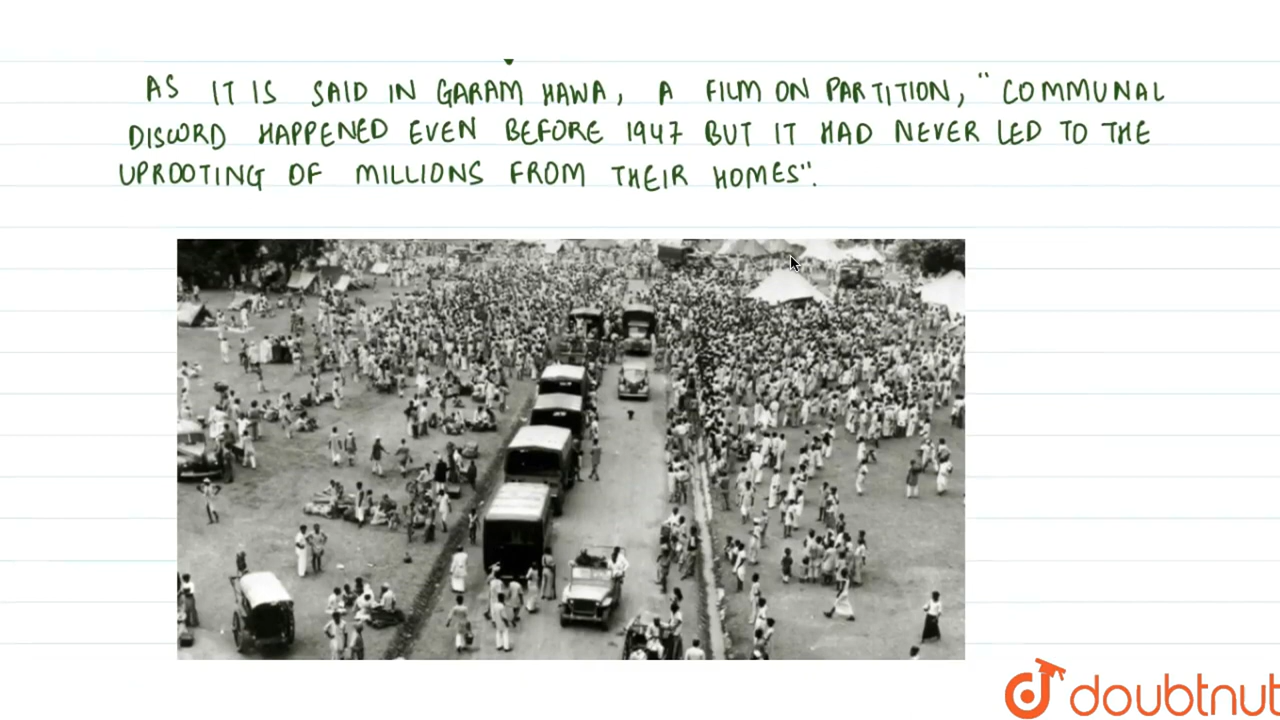 AS IT IS SAID IN GARAM HAWA, A FILM ON PARTITION, "COMMUNAL
DISCORD HAPPENED EVEN BEFORE 1947 BUT IT HAD NEVER LED TO THE
UPROOTING OF MILLIONS FROM THEIR HOMES".
doubtnut